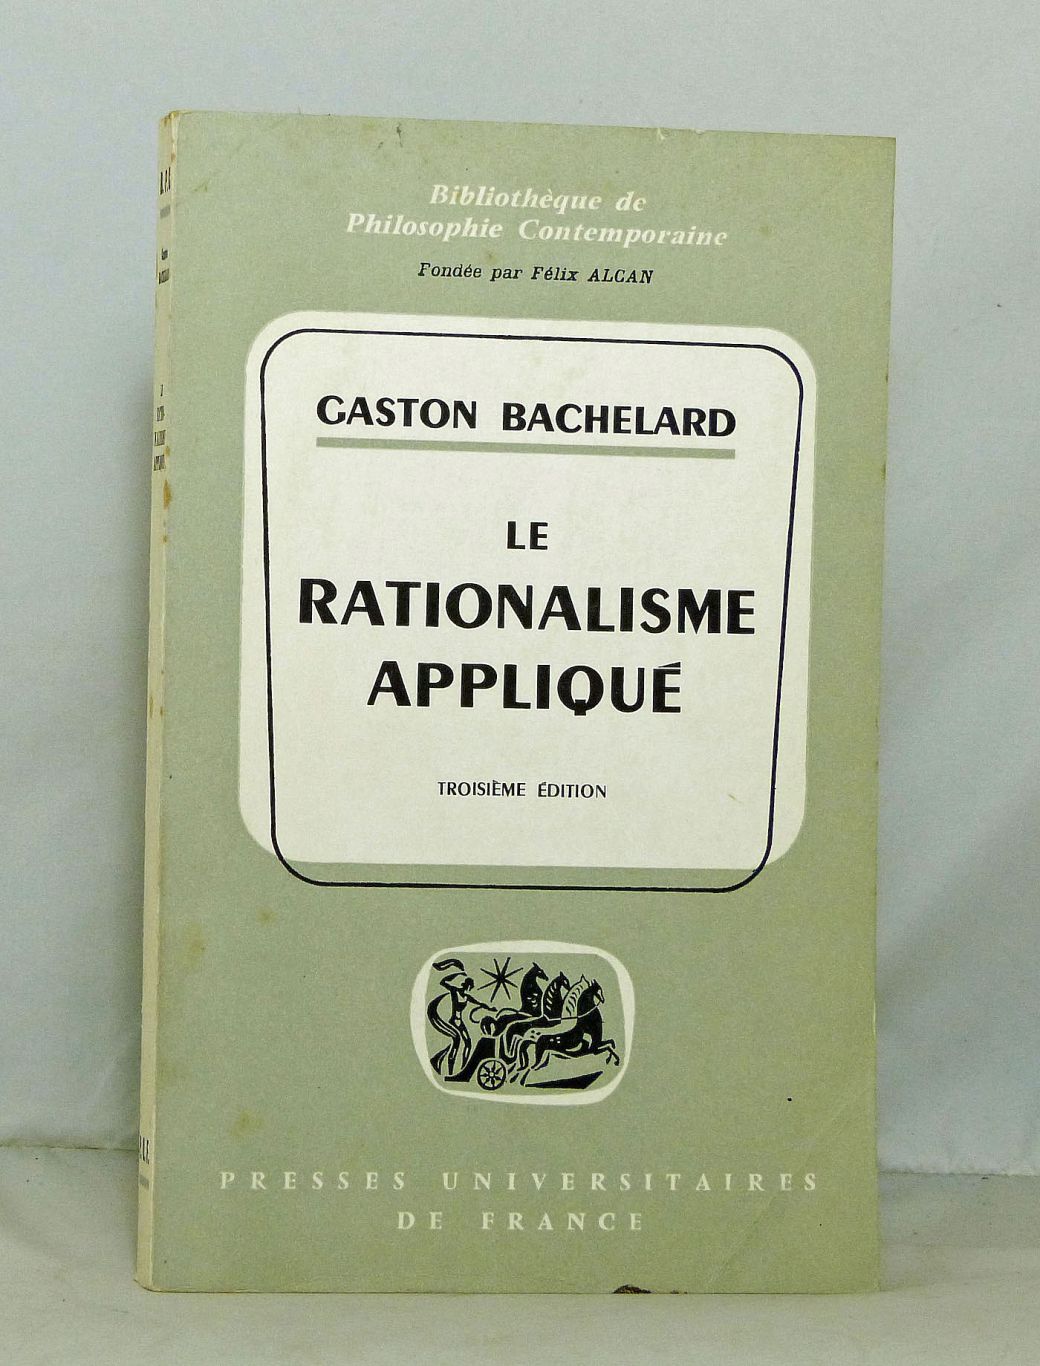 Bibliothèque de
Philosophie Contemporaine
Fondée par Félix ALCAN
GASTON BACHELARD
LE
RATIONALISME
APPLIQUÉ
TROISIÈME ÉDITION
PRESSES UNIVERSITAIRES
DE FRANCE